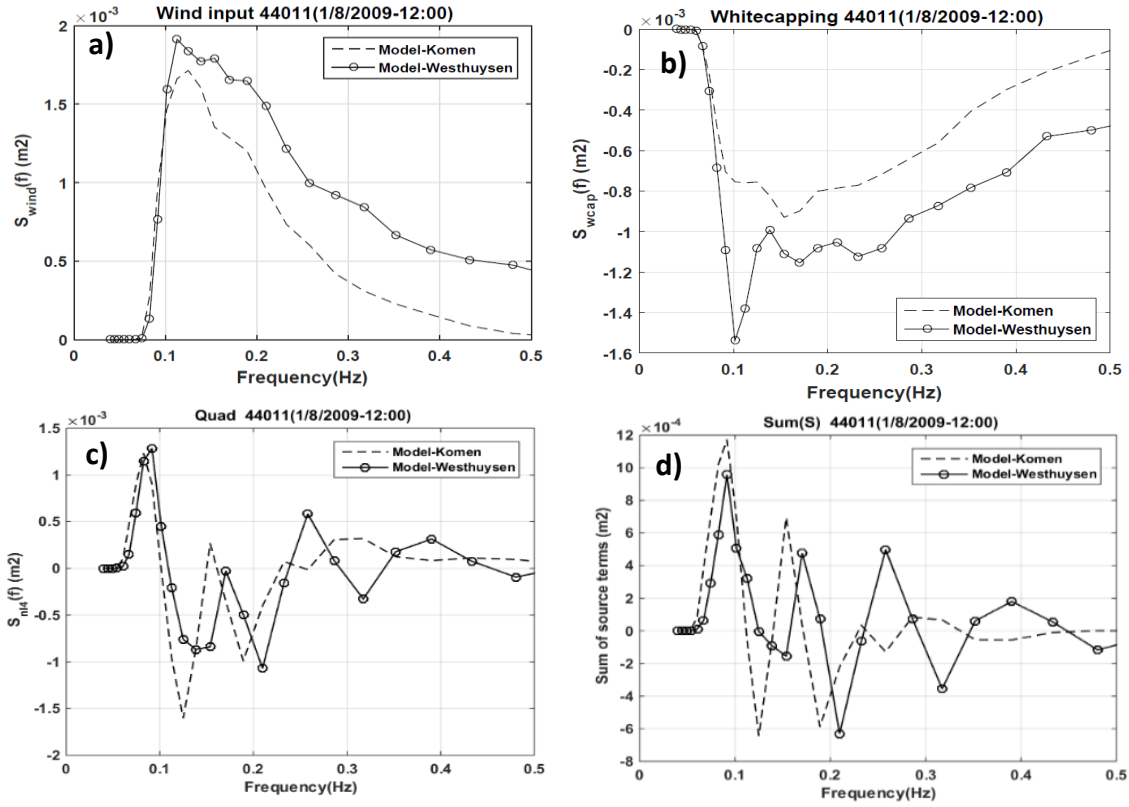 Wind input 44011(1/8/2009-12:00)
×10⁻³
a)
Model-Komen
Model-Westhuysen
2
1.5
1
0.5
0
S_wind(f) (m2)
0 0.1 0.2 0.3 0.4 0.5
Frequency(Hz)
Whitecapping 44011(1/8/2009-12:00)
×10⁻³
b)
0
-0.2
-0.4
-0.6
-0.8
-1
-1.2
-1.4
-1.6
S_wcap(f) (m2)
Model-Komen
Model-Westhuysen
0 0.1 0.2 0.3 0.4 0.5
Frequency(Hz)
Quad 44011(1/8/2009-12:00)
×10⁻³
c)
Model-Komen
Model-Westhuysen
1.5
1
0.5
0
-0.5
-1
-1.5
-2
S_nl4(f) (m2)
0 0.1 0.2 0.3 0.4 0.5
Frequency(Hz)
Sum(S) 44011(1/8/2009-12:00)
×10⁻⁴
d)
Model-Komen
Model-Westhuysen
12
10
8
6
4
2
0
-2
-4
-6
-8
Sum of source terms (m2)
0 0.1 0.2 0.3 0.4 0.5
Frequency(Hz)